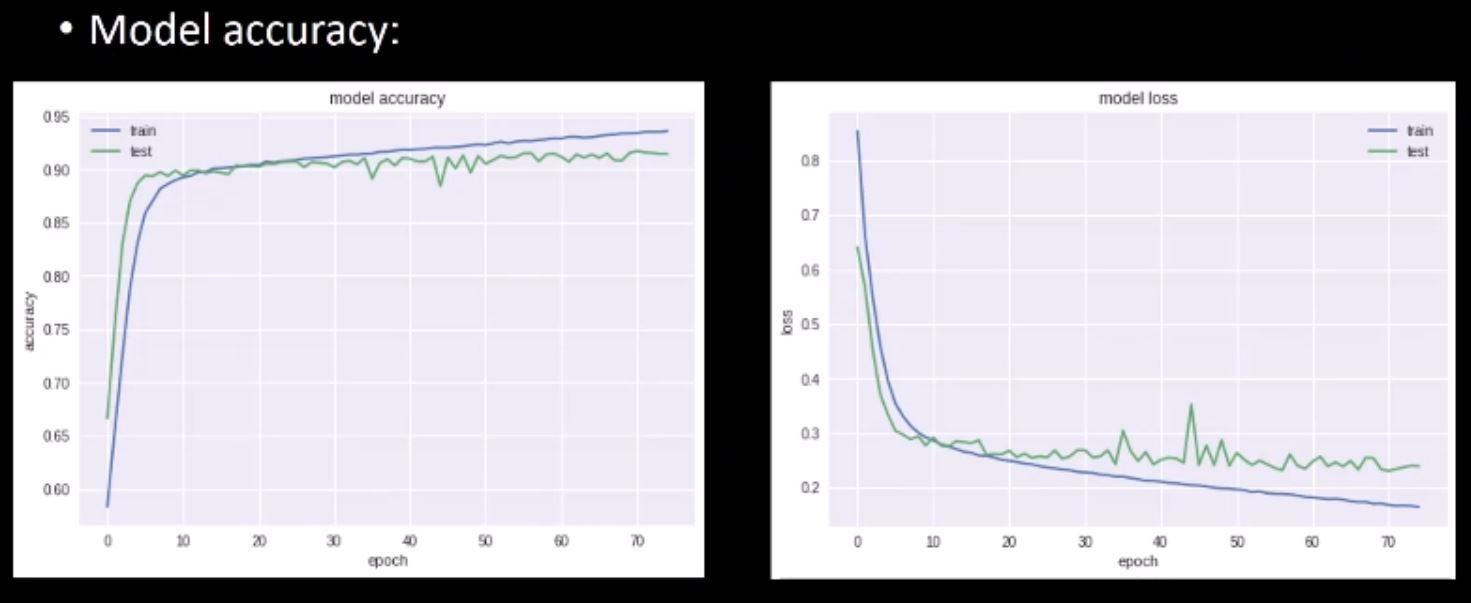 • Model accuracy:
model accuracy
0.95
0.90
0.85
0.80
0.75
0.70
0.65
0.60
accuracy
train
test
0 10 20 30 40 50 60 70
epoch
model loss
0.8
0.7
0.6
0.5
0.4
0.3
0.2
loss
train
test
0 10 20 30 40 50 60 70
epoch